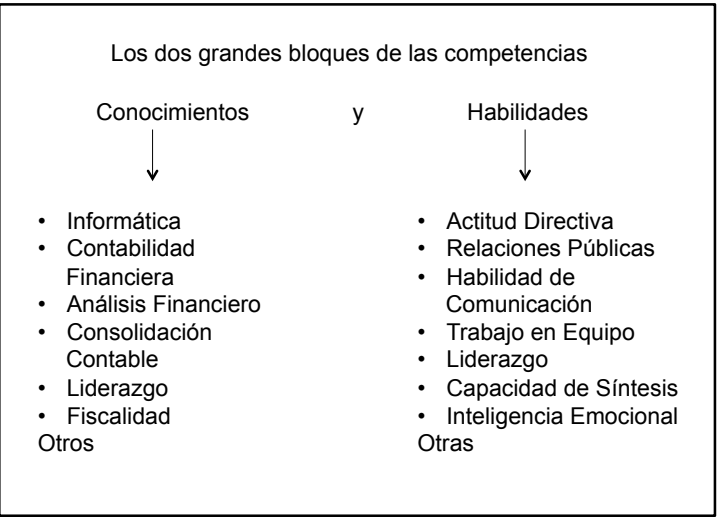 Los dos grandes bloques de las competencias
Conocimientos y Habilidades
• Informática
• Contabilidad
Financiera
• Análisis Financiero
• Consolidación
Contable
• Liderazgo
• Fiscalidad
Otros
• Actitud Directiva
• Relaciones Públicas
• Habilidad de
Comunicación
• Trabajo en Equipo
• Liderazgo
• Capacidad de Síntesis
• Inteligencia Emocional
Otras